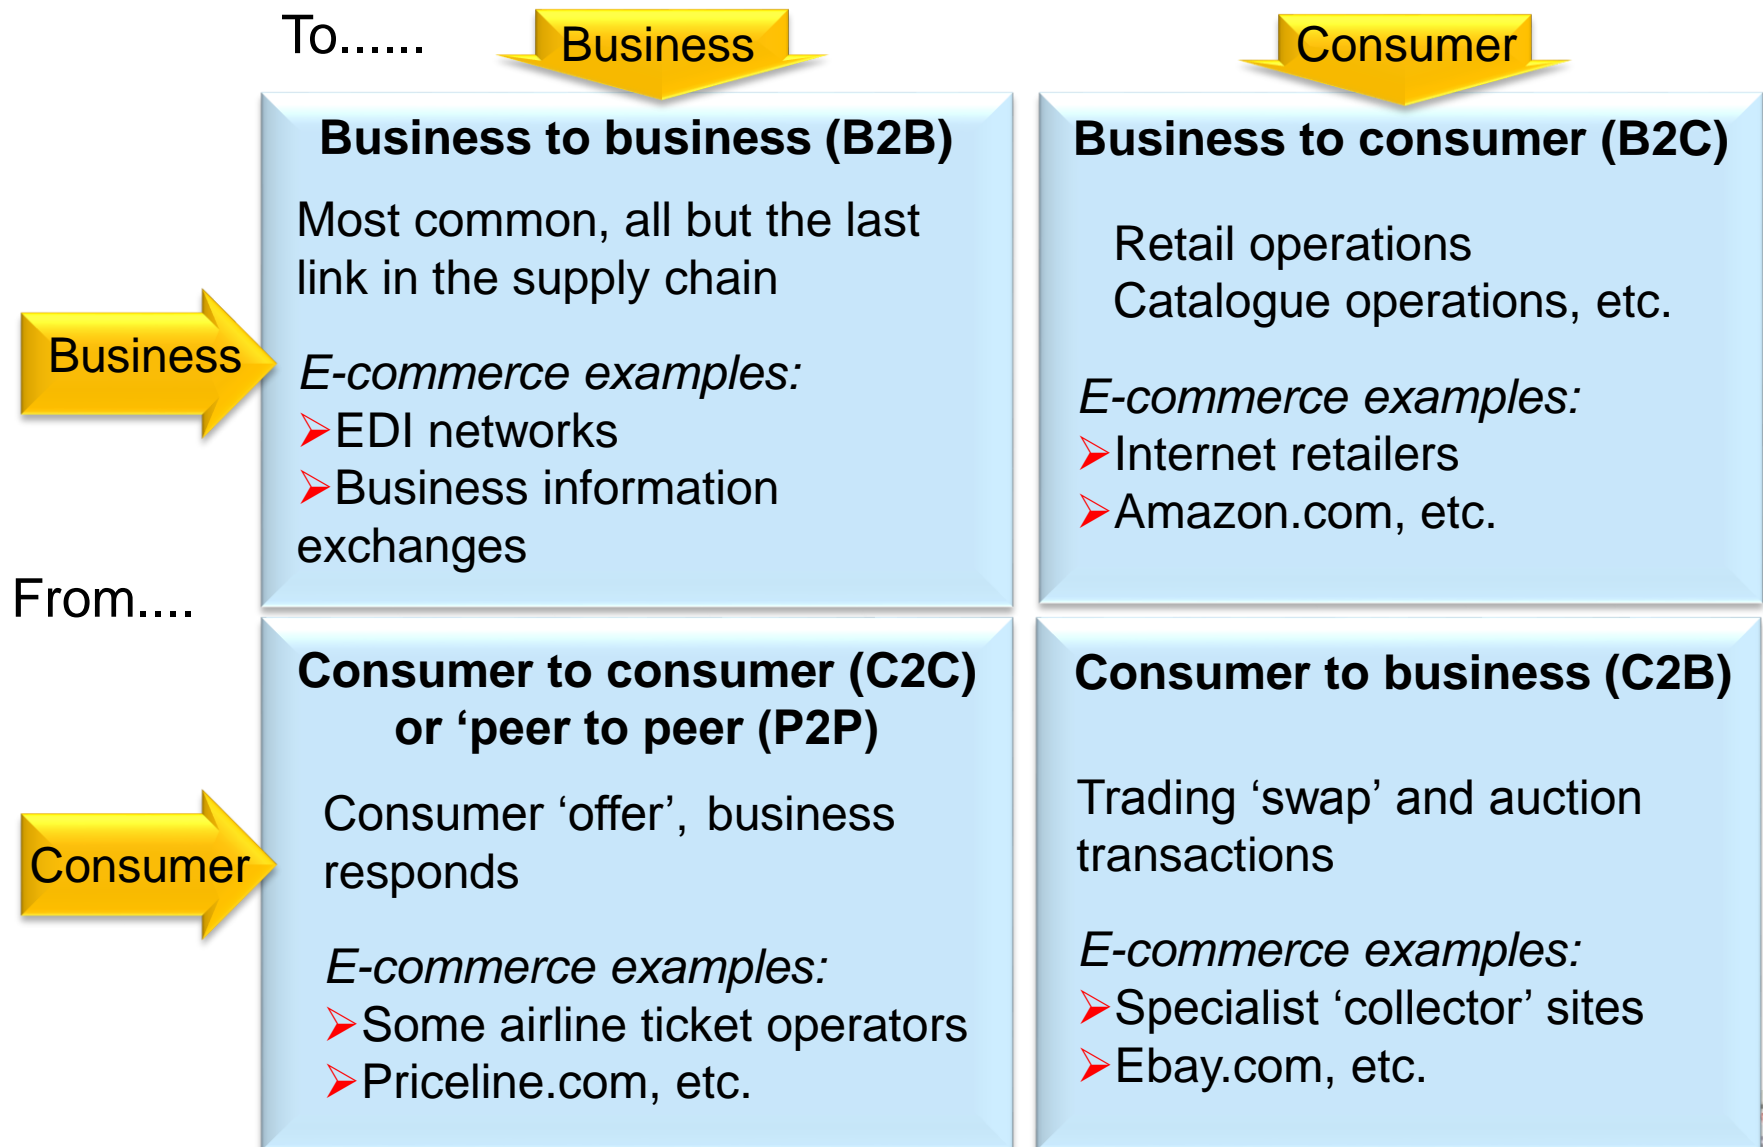 To......
Business
Consumer
Business to business (B2B)
Most common, all but the last
link in the supply chain
E-commerce examples:
➢EDI networks
➢Business information
exchanges
Business to consumer (B2C)
Retail operations
Catalogue operations, etc.
E-commerce examples:
➢Internet retailers
➢Amazon.com, etc.
Business
From....
Consumer to consumer (C2C)
or ‘peer to peer (P2P)
Consumer ‘offer’, business
responds
E-commerce examples:
➢Some airline ticket operators
➢Priceline.com, etc.
Consumer to business (C2B)
Trading ‘swap’ and auction
transactions
E-commerce examples:
➢Specialist ‘collector’ sites
➢Ebay.com, etc.
Consumer